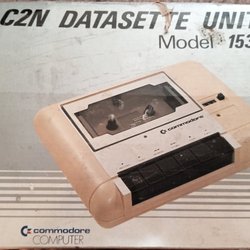 C2N DATASETTE UNIT
Model 153
commodore
commodore
COMPUTER